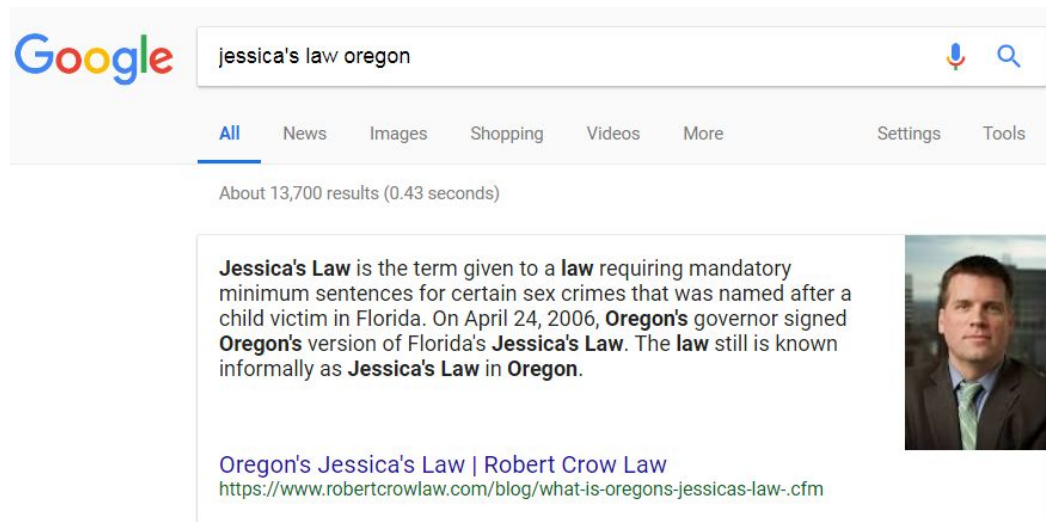 Google
jessica's law oregon
All News Images Shopping Videos More Settings Tools
About 13,700 results (0.43 seconds)
Jessica's Law is the term given to a law requiring mandatory
minimum sentences for certain sex crimes that was named after a
child victim in Florida. On April 24, 2006, Oregon's governor signed
Oregon's version of Florida's Jessica's Law. The law still is known
informally as Jessica's Law in Oregon.
Oregon's Jessica's Law | Robert Crow Law
https://www.robertcrowlaw.com/blog/what-is-oregons-jessicas-law-.cfm